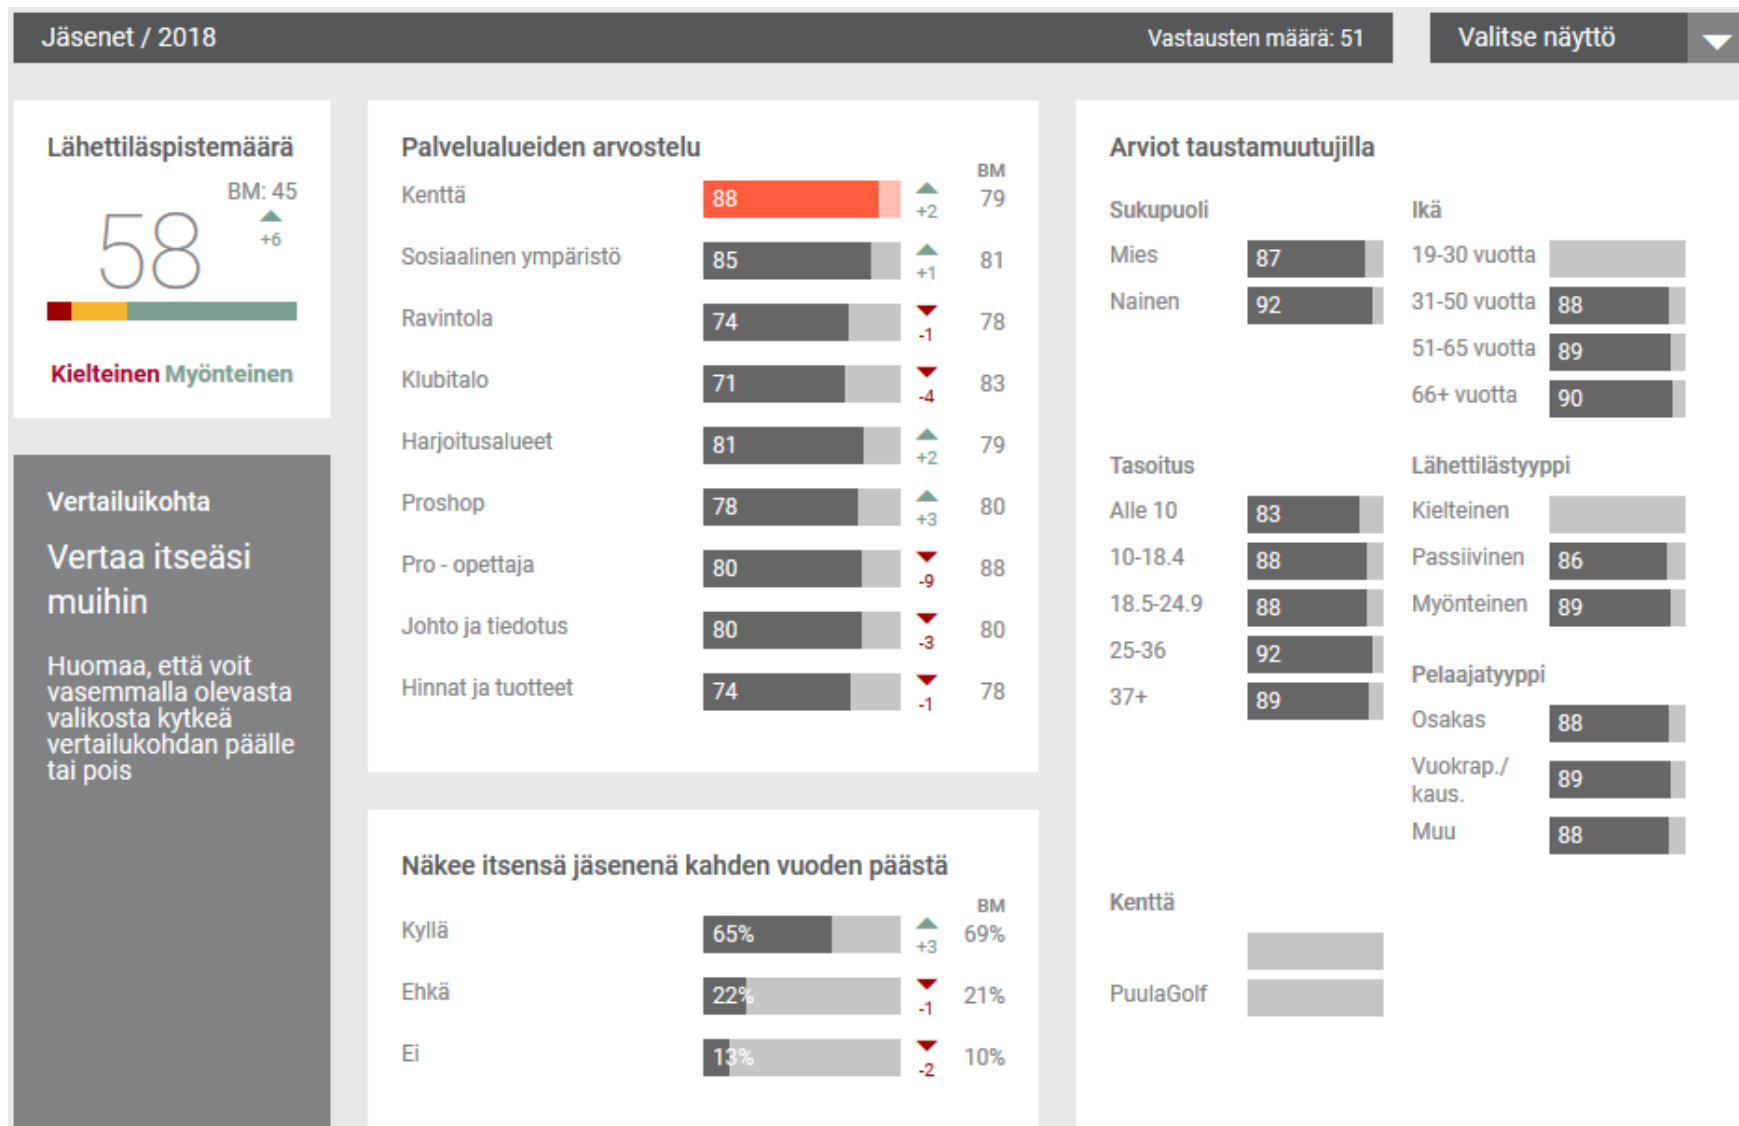 Jäsenet / 2018
Vastausten määrä: 51
Valitse näyttö
Lähettiläspistemäärä
BM: 45
58
+6
Kielteinen Myönteinen
Vertailuikohta
Vertaa itseäsi
muihin
Huomaa, että voit
vasemmalla olevasta
valikosta kytkeä
vertailukohdan päälle
tai pois
Palvelualueiden arvostelu
BM
Kenttä 88 +2 79
Sosiaalinen ympäristö 85 +1 81
Ravintola 74 -1 78
Klubitalo 71 -4 83
Harjoitusalueet 81 +2 79
Proshop 78 +3 80
Pro - opettaja 80 -9 88
Johto ja tiedotus 80 -3 80
Hinnat ja tuotteet 74 -1 78
Näkee itsensä jäsenenä kahden vuoden päästä
BM
Kyllä 65% +3 69%
Ehkä 22% -1 21%
Ei 13% -2 10%
Arviot taustamuutujilla
Sukupuoli
Mies 87
Nainen 92
Ikä
19-30 vuotta
31-50 vuotta 88
51-65 vuotta 89
66+ vuotta 90
Tasoitus
Alle 10 83
10-18.4 88
18.5-24.9 88
25-36 92
37+ 89
Lähettilästyyppi
Kielteinen
Passiivinen 86
Myönteinen 89
Pelaajatyyppi
Osakas 88
Vuokrap./
kaus. 89
Muu 88
Kenttä
PuulaGolf